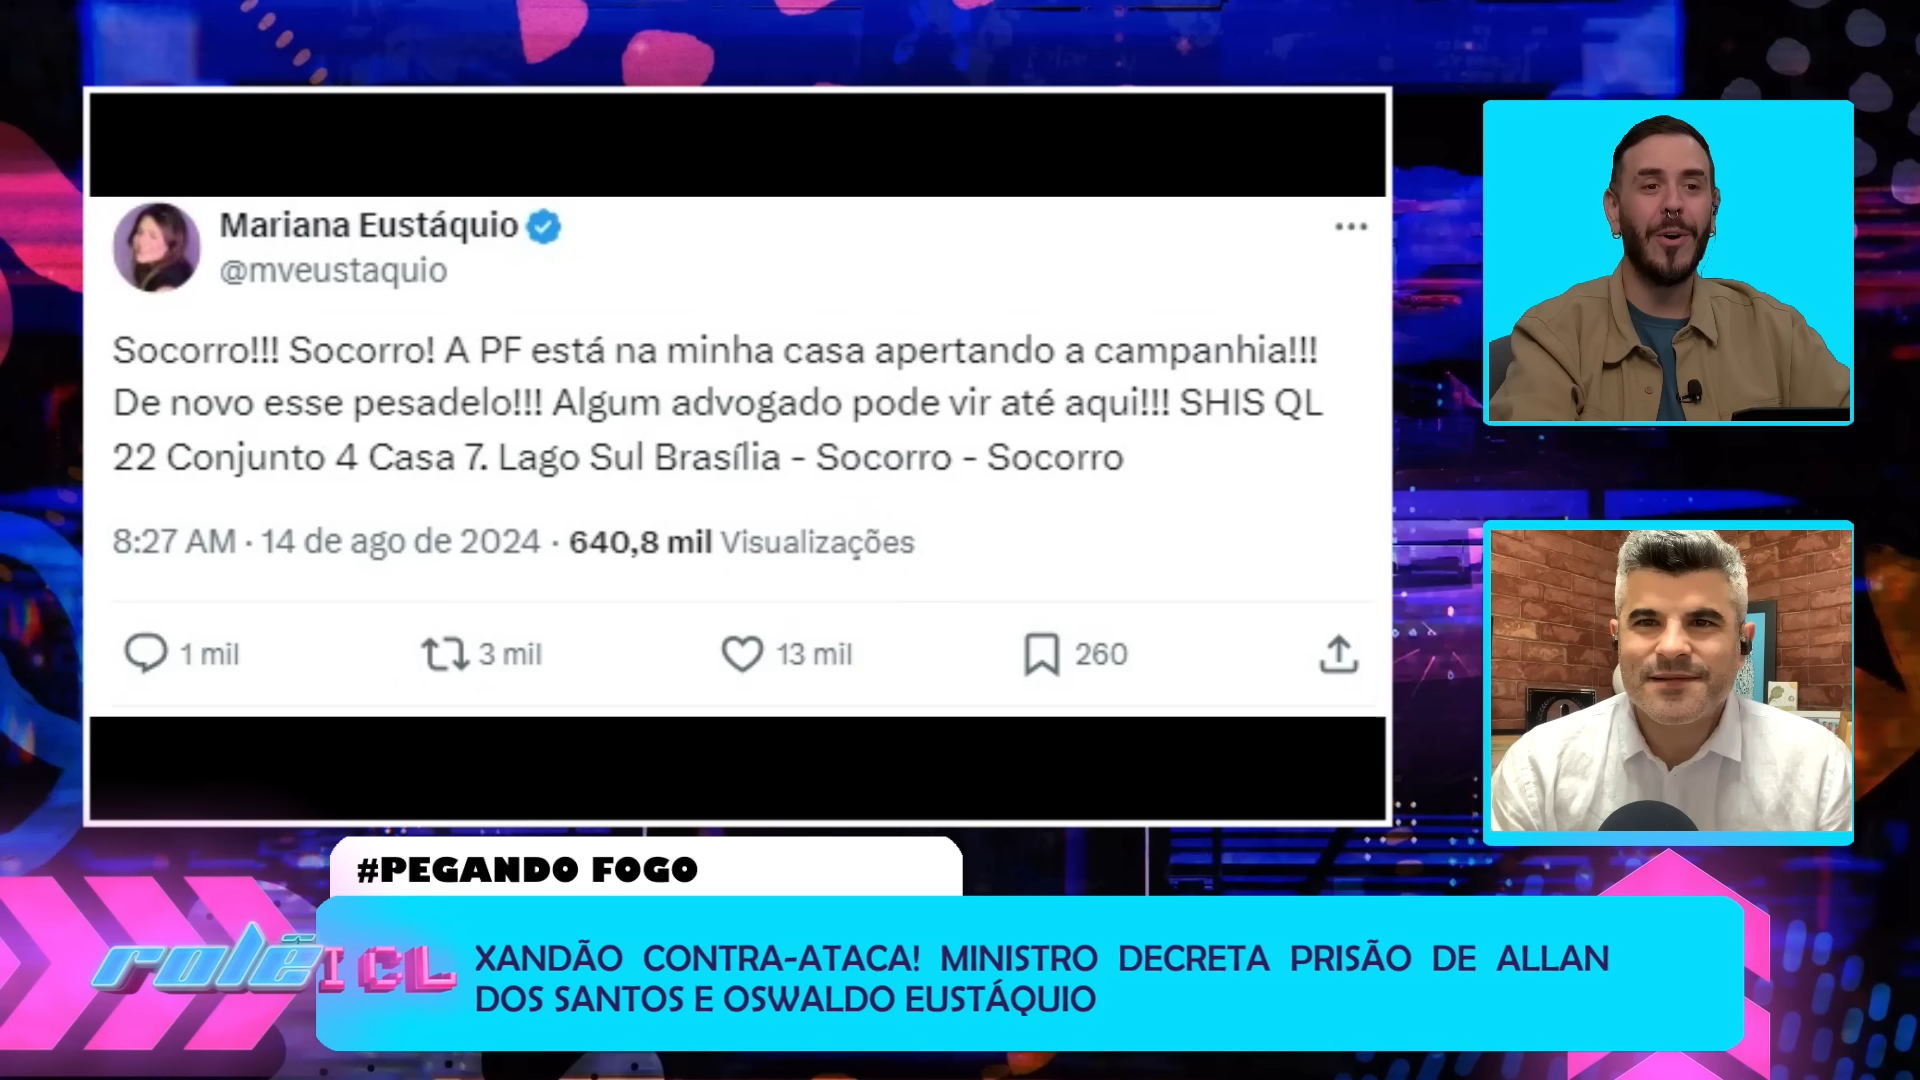 Mariana Eustáquio
@mveustaquio
Socorro!!! Socorro! A PF está na minha casa apertando a campanhia!!!
De novo esse pesadelo!!! Algum advogado pode vir até aqui!!! SHIS QL
22 Conjunto 4 Casa 7. Lago Sul Brasília - Socorro - Socorro
8:27 AM · 14 de ago de 2024 · 640,8 mil Visualizações
1 mil 3 mil 13 mil 260
#PEGANDO FOGO
rolê ICL
XANDÃO CONTRA-ATACA! MINISTRO DECRETA PRISÃO DE ALLAN
DOS SANTOS E OSWALDO EUSTÁQUIO